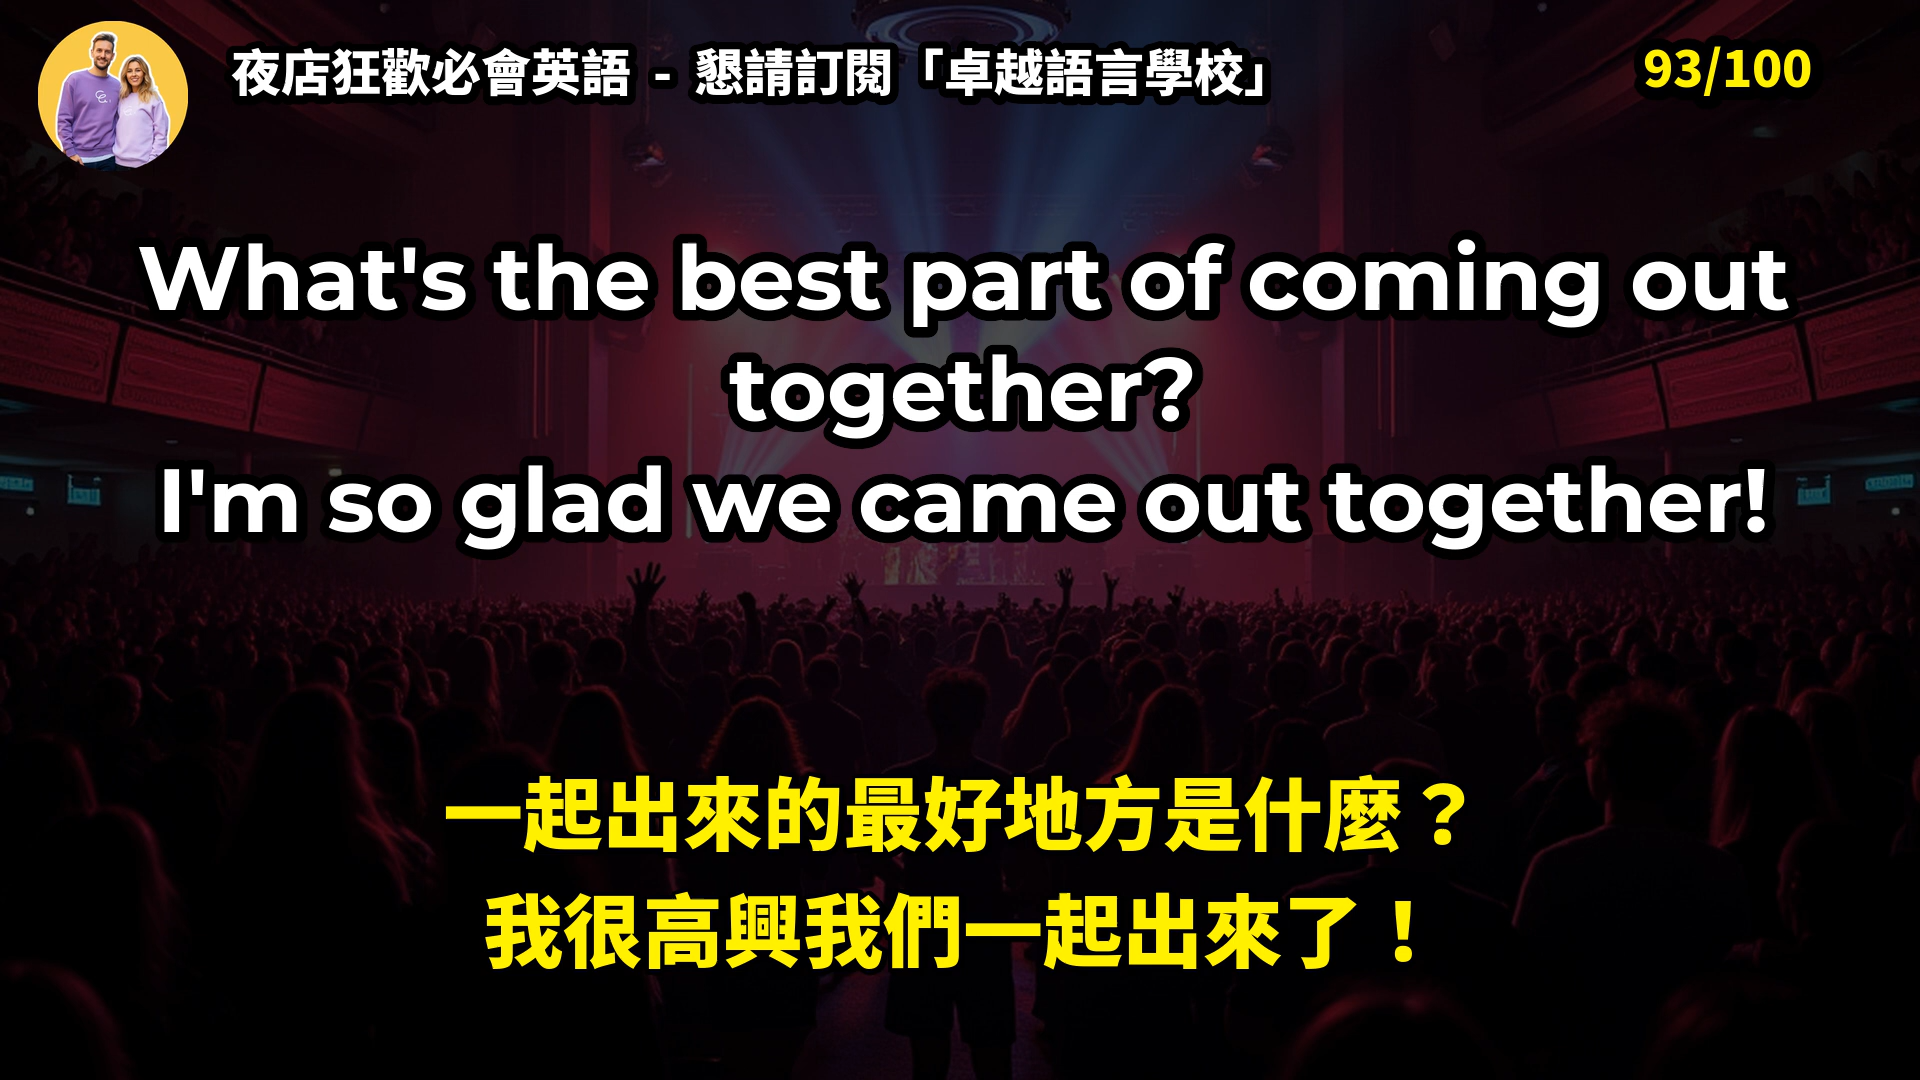 夜店狂歡必會英語 - 懇請訂閱「卓越語言學校」
93/100
What's the best part of coming out
together?
I'm so glad we came out together!
一起出來的最好地方是什麼？
我很高興我們一起出來了！